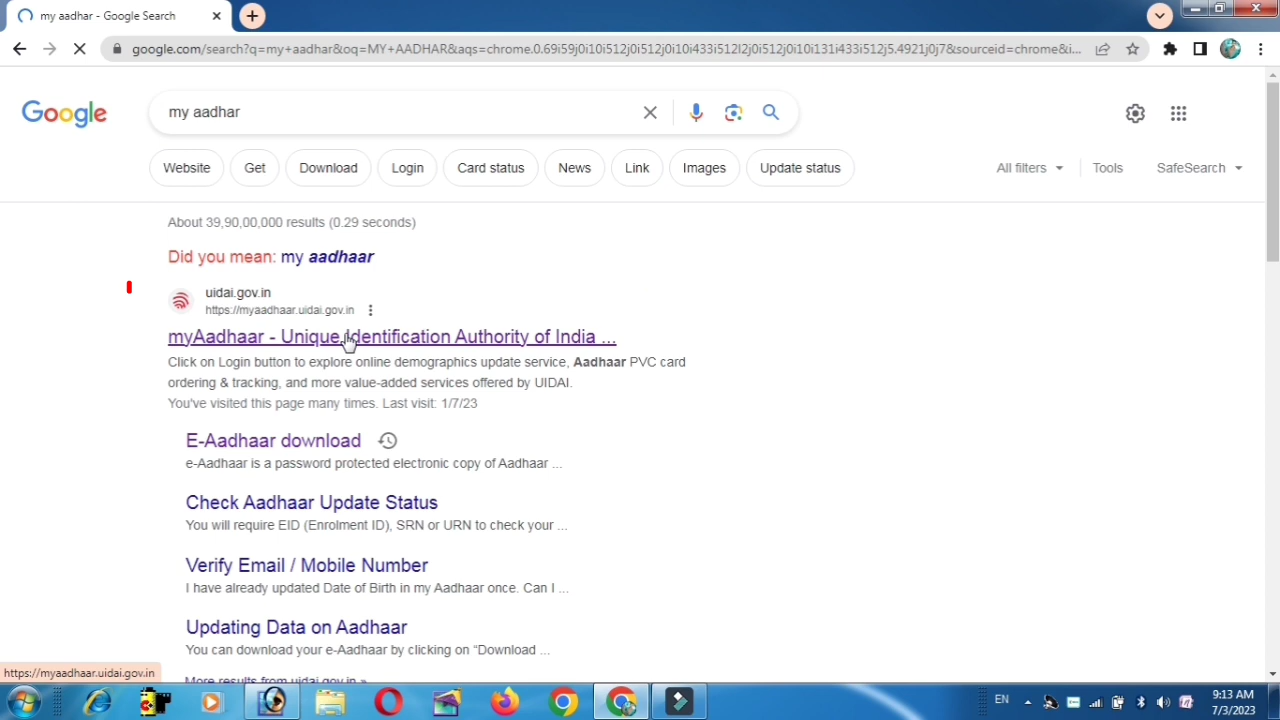 my aadhar - Google Search
google.com/search?q=my+aadhar&oq=MY+AADHAR&aqs=chrome.0.69i59j0i10i512j0i512j0i10i433i512l2j0i512j0i10i131i433i512j5.4921j0j7&sourceid=chrome&i...
Google
my aadhar
Website
Get
Download
Login
Card status
News
Link
Images
Update status
All filters
Tools
SafeSearch
About 39,90,00,000 results (0.29 seconds)
Did you mean: my aadhaar
uidai.gov.in
https://myaadhaar.uidai.gov.in
myAadhaar - Unique Identification Authority of India ...
Click on Login button to explore online demographics update service, Aadhaar PVC card
ordering & tracking, and more value-added services offered by UIDAI.
You've visited this page many times. Last visit: 1/7/23
E-Aadhaar download
e-Aadhaar is a password protected electronic copy of Aadhaar ...
Check Aadhaar Update Status
You will require EID (Enrolment ID), SRN or URN to check your ...
Verify Email / Mobile Number
I have already updated Date of Birth in my Aadhaar once. Can I ...
Updating Data on Aadhaar
You can download your e-Aadhaar by clicking on “Download ...
More results from uidai.gov.in »
https://myaadhaar.uidai.gov.in
EN
9:13 AM
7/3/2023